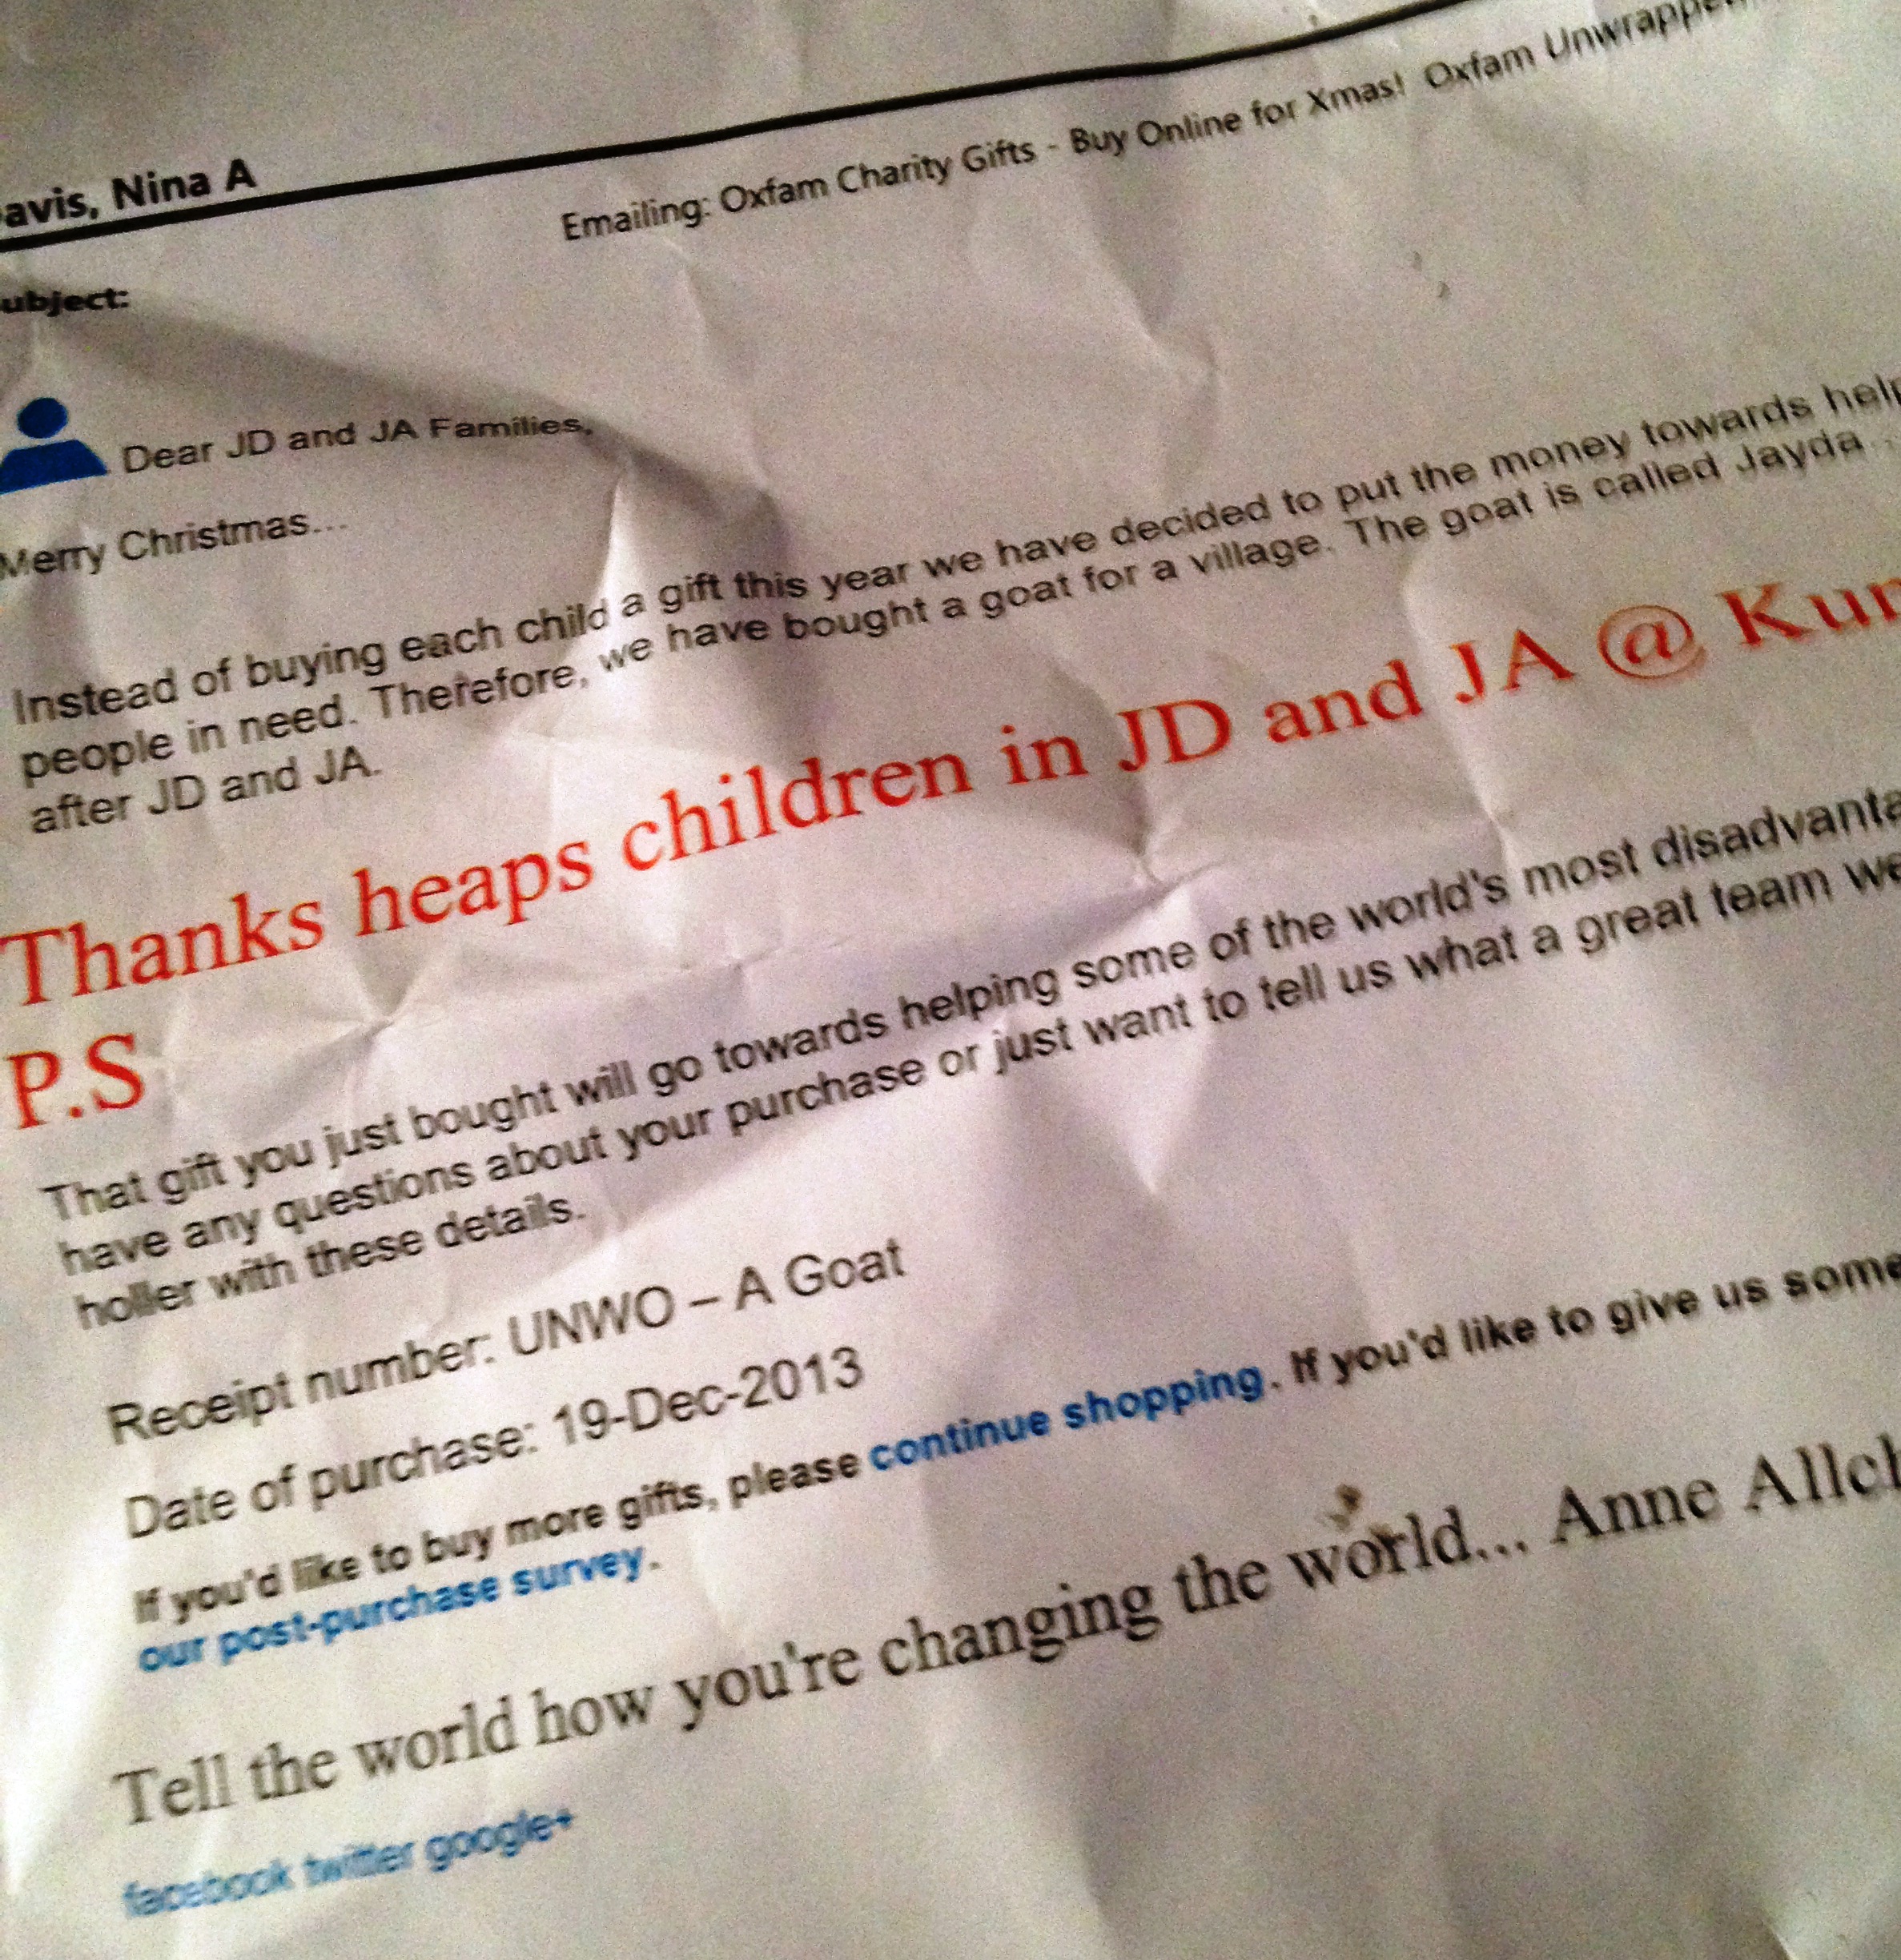 avis, Nina A
ubject:
Emailing: Oxfam Charity Gifts - Buy Online for Xmas! Oxfam Unwrapped
Dear JD and JA Families,
Merry Christmas...
Instead of buying each child a gift this year we have decided to put the money towards help
people in need. Therefore, we have bought a goat for a village. The goat is called Jayda
after JD and JA.
Thanks heaps children in JD and JA @ Kur
P.S
That gift you just bought will go towards helping some of the world's most disadvanta
have any questions about your purchase or just want to tell us what a great team we
holler with these details.
Receipt number: UNWO – A Goat
Date of purchase: 19-Dec-2013
If you'd like to buy more gifts, please continue shopping. If you'd like to give us some
our post-purchase survey.
Tell the world how you're changing the world... Anne Allch
facebook twitter google+